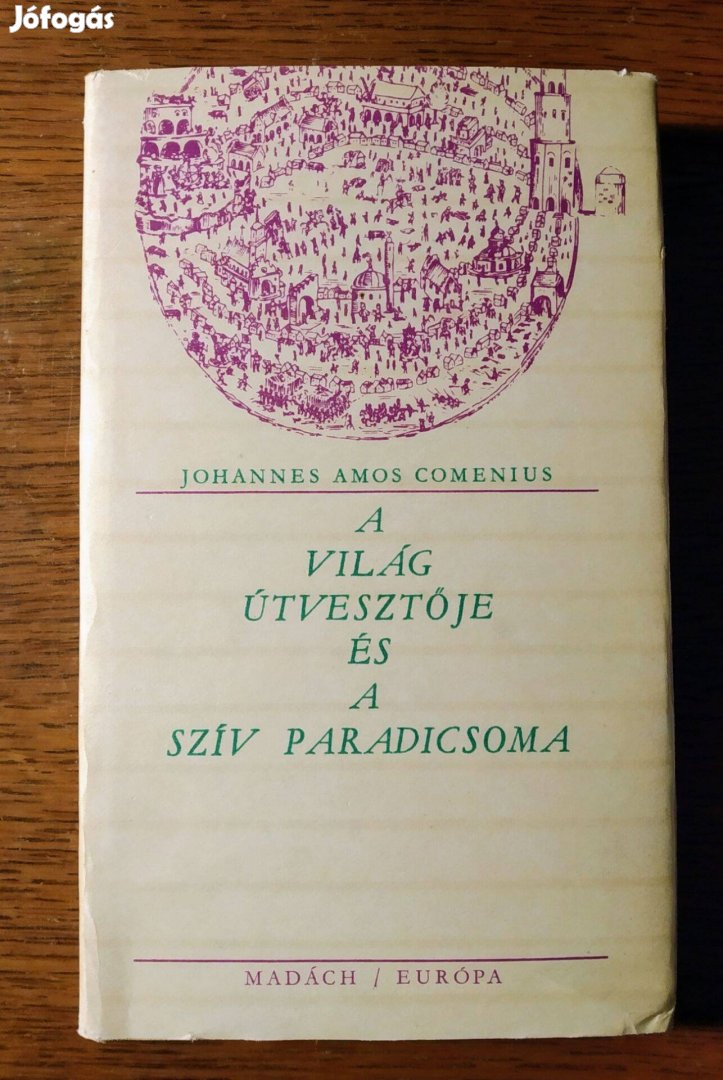 Jófogás
JOHANNES AMOS COMENIUS
A
VILÁG
ÚTVESZTŐJE
ÉS
A
SZÍV PARADICSOMA
MADÁCH / EURÓPA